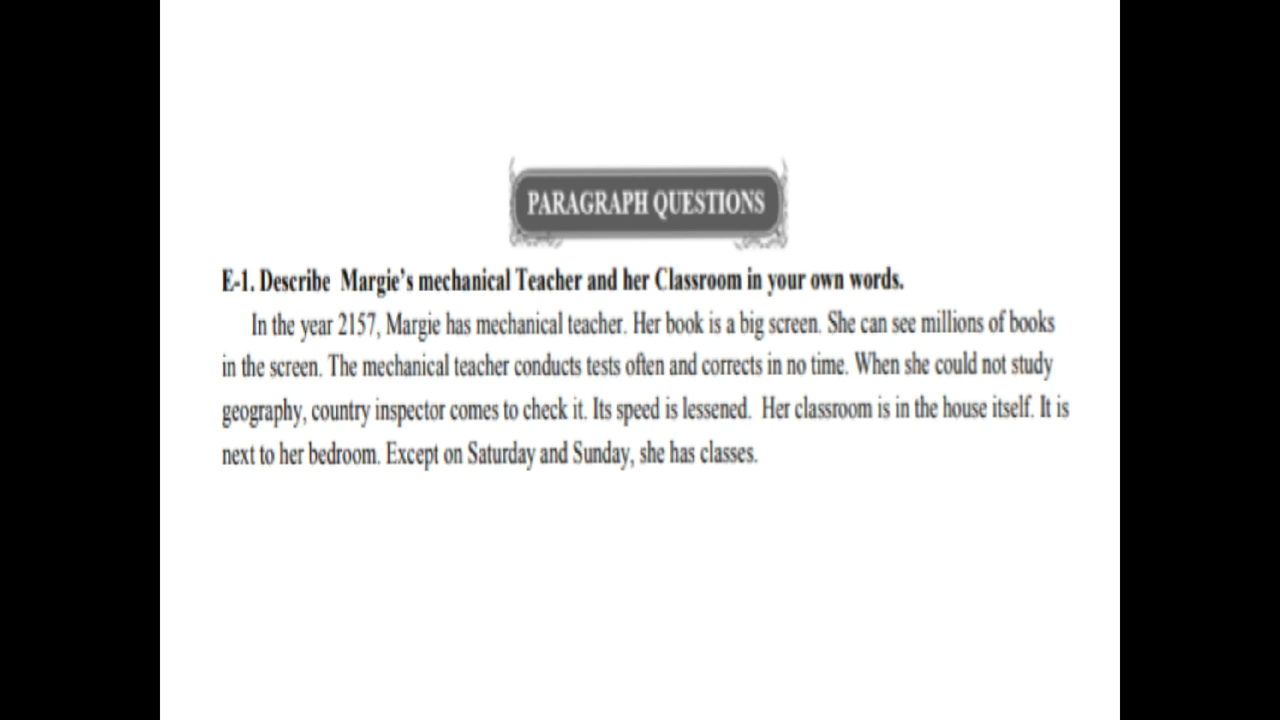 PARAGRAPH QUESTIONS
E-1. Describe Margie's mechanical Teacher and her Classroom in your own words.
In the year 2157, Margie has mechanical teacher. Her book is a big screen. She can see millions of books
in the screen. The mechanical teacher conducts tests often and corrects in no time. When she could not study
geography, country inspector comes to check it. Its speed is lessened. Her classroom is in the house itself. It is
next to her bedroom. Except on Saturday and Sunday, she has classes.